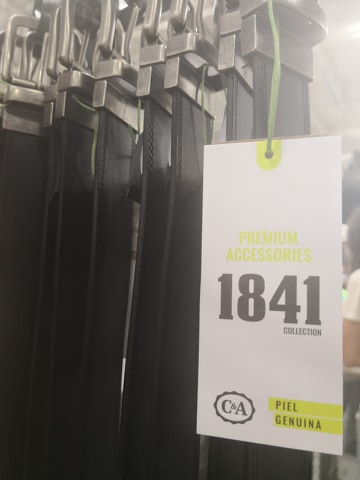 PREMIUM
ACCESSORIES
1841
COLLECTION
C&A
PIEL
GENUINA